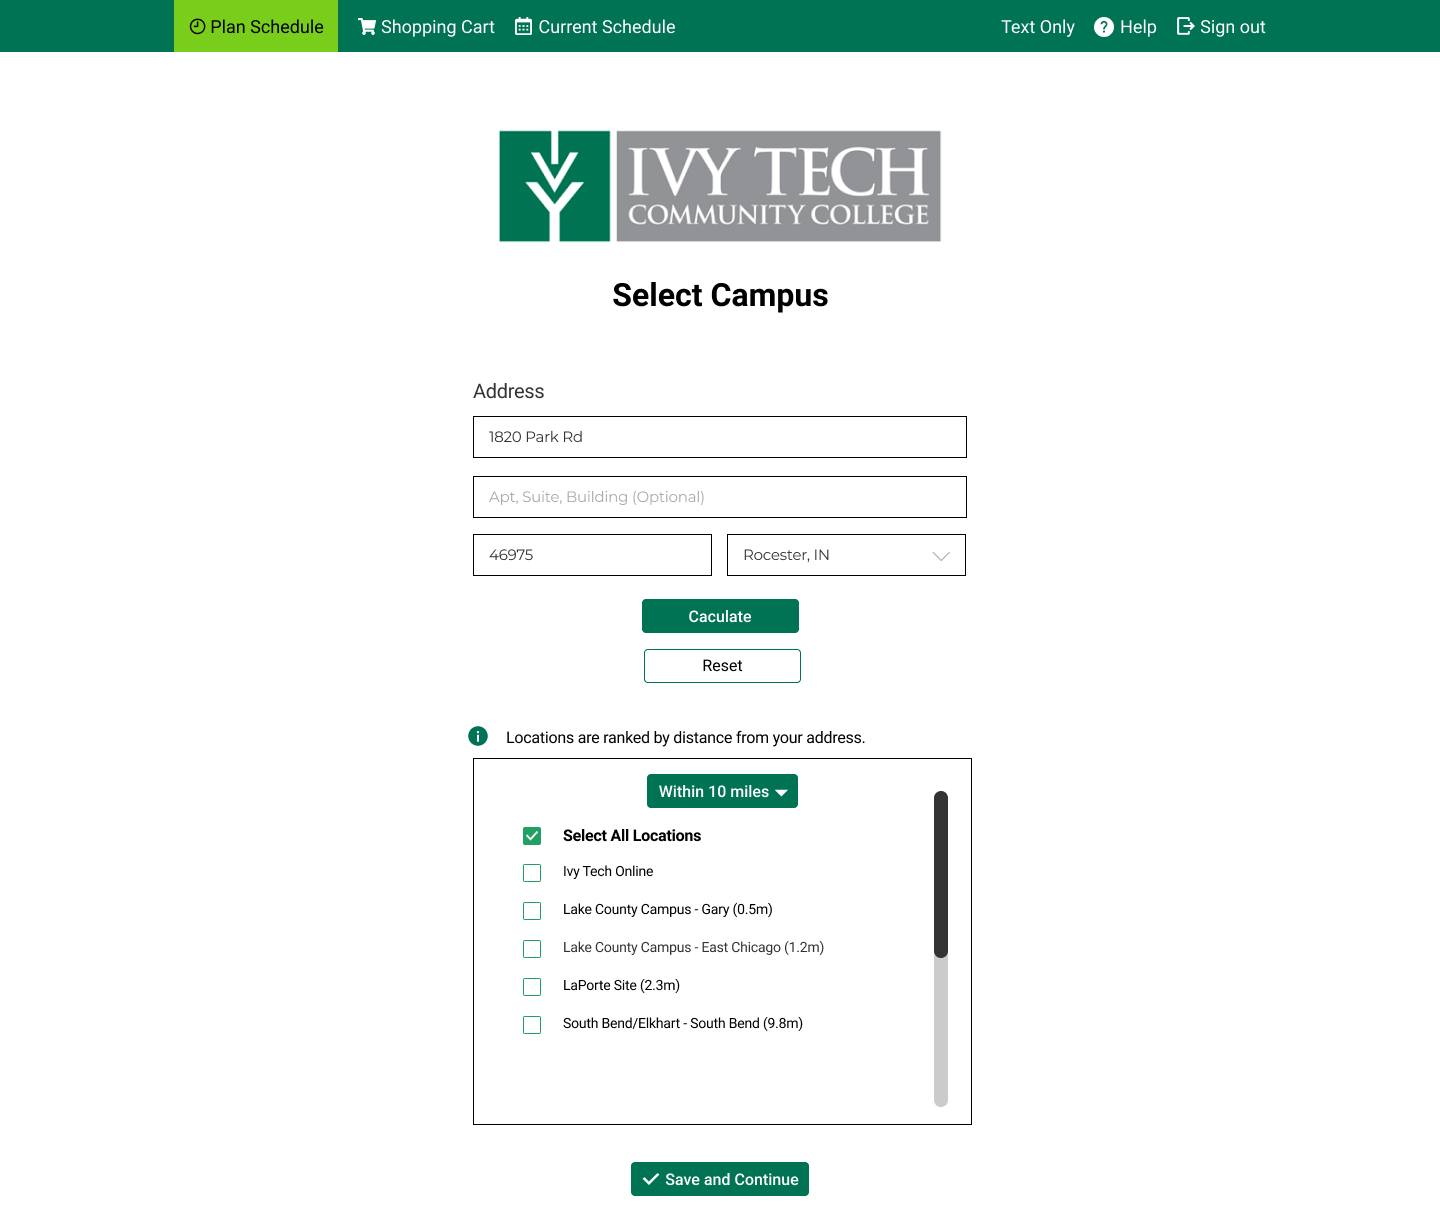 Plan Schedule Shopping Cart Current Schedule Text Only Help Sign out
IVY TECH
COMMUNITY COLLEGE
Select Campus
Address
1820 Park Rd
Apt, Suite, Building (Optional)
46975 Rocester, IN
Caculate
Reset
Locations are ranked by distance from your address.
Within 10 miles
Select All Locations
Ivy Tech Online
Lake County Campus - Gary (0.5m)
Lake County Campus - East Chicago (1.2m)
LaPorte Site (2.3m)
South Bend/Elkhart - South Bend (9.8m)
Save and Continue